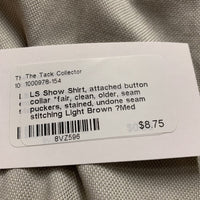 The Tack Collector
1000978-154
LS Show Shirt, attached button
collar *fair, clean, older, seam
puckers, stained, undone seam
stitching Light Brown ?Med
$8.75
8VZ596